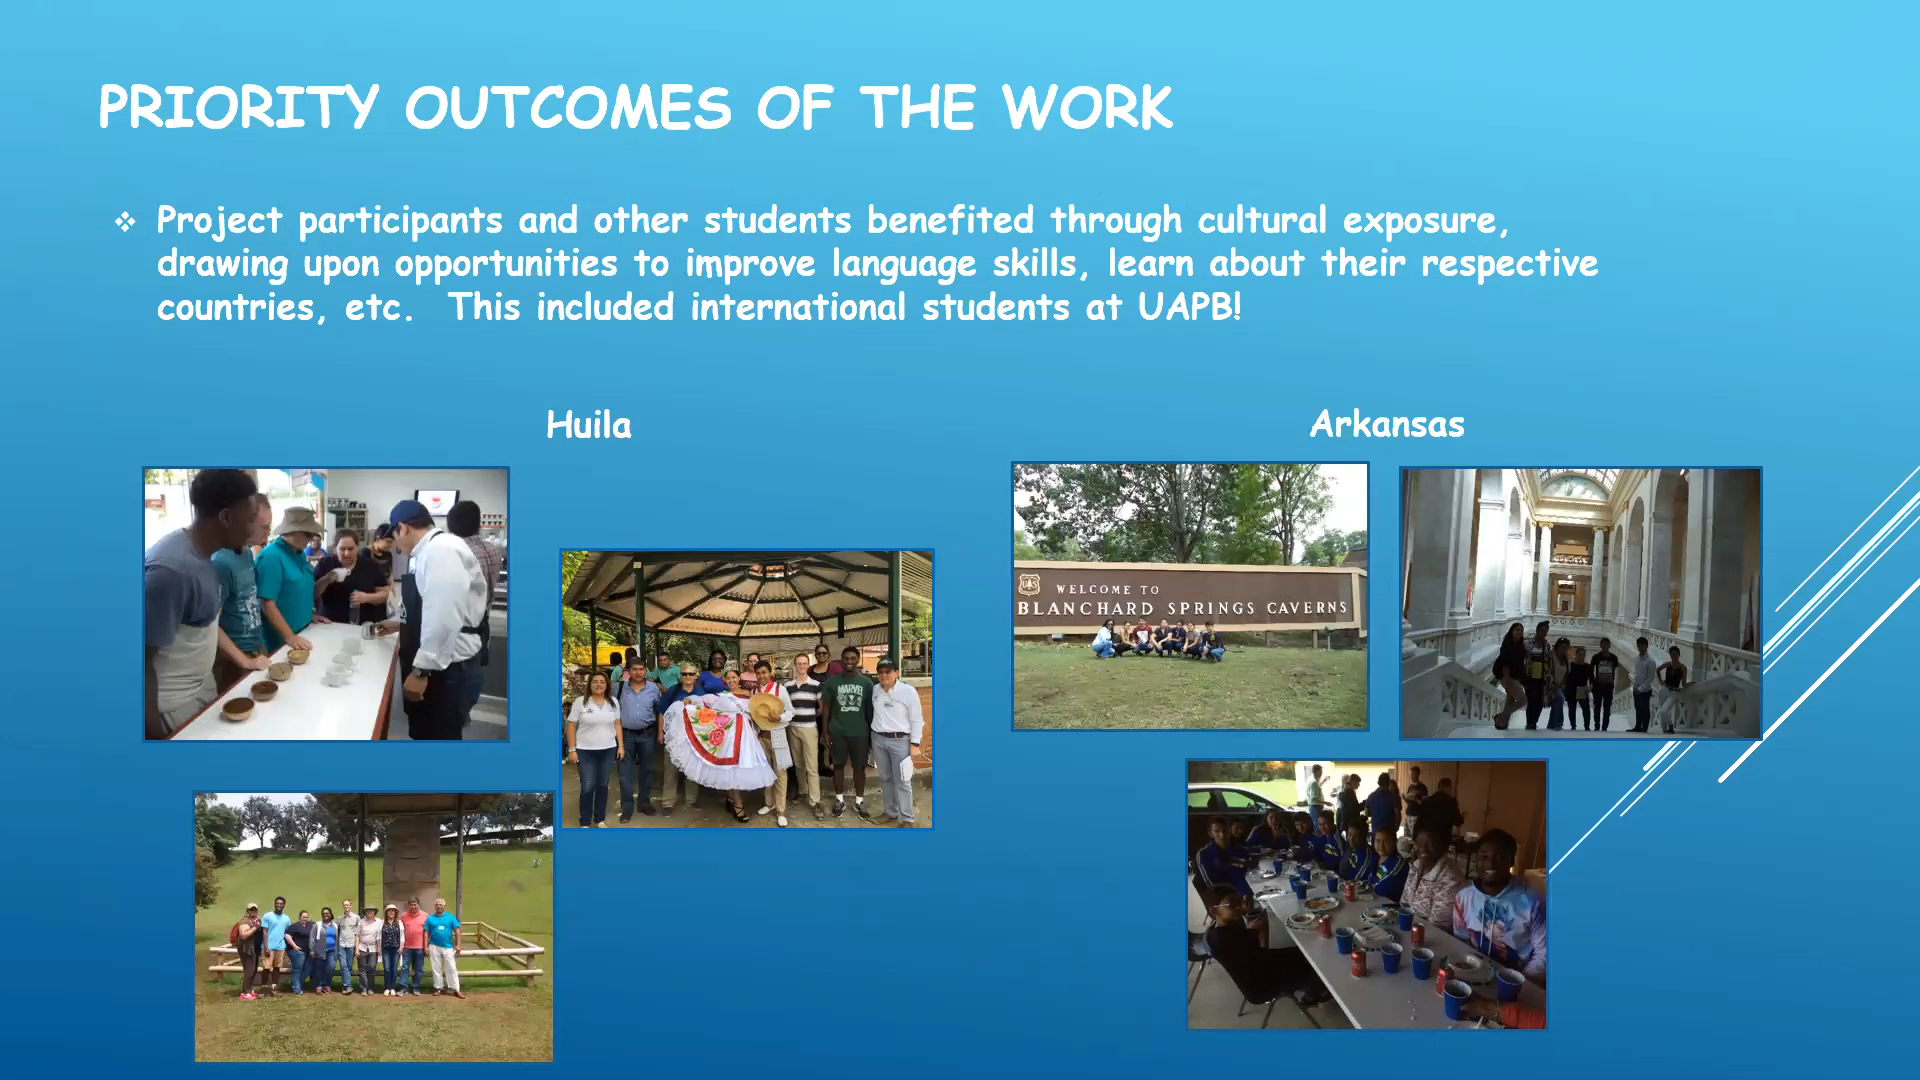 PRIORITY OUTCOMES OF THE WORK
❖ Project participants and other students benefited through cultural exposure,
drawing upon opportunities to improve language skills, learn about their respective
countries, etc. This included international students at UAPB!
Huila
Arkansas
UAS
WELCOME TO
BLANCHARD SPRINGS CAVERNS
MARVEL